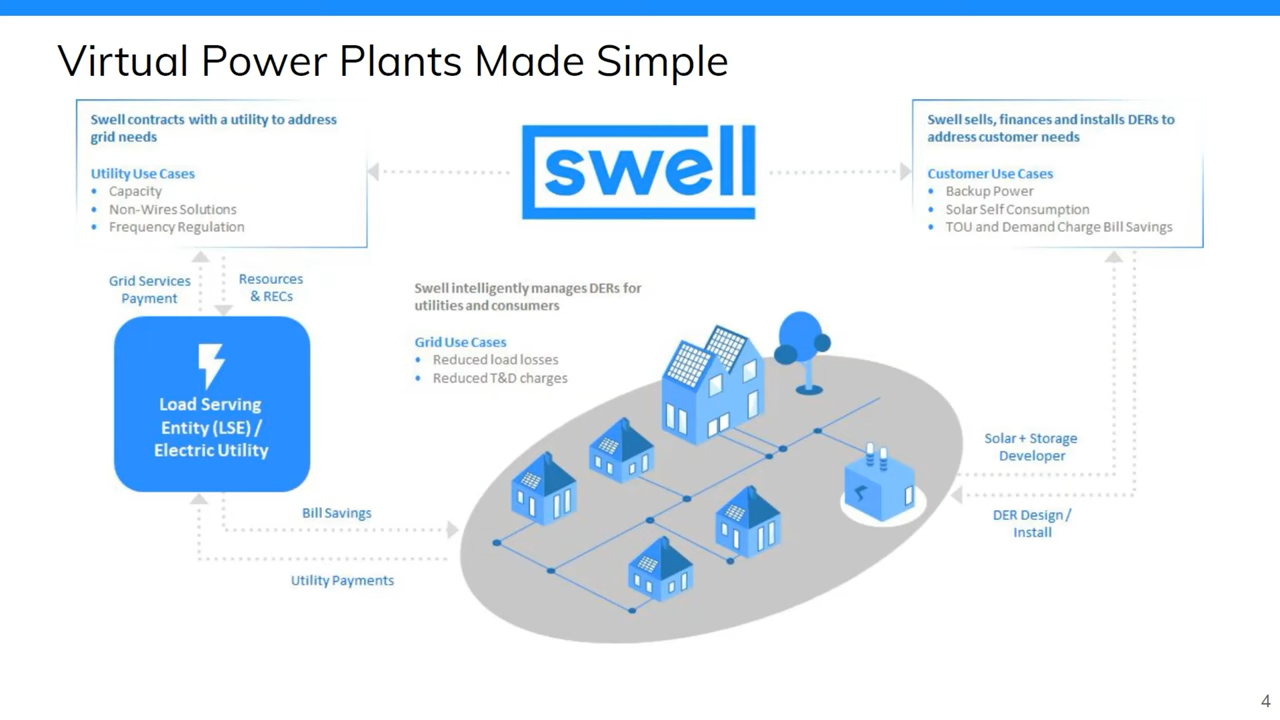 Virtual Power Plants Made Simple
Swell contracts with a utility to address
grid needs
Utility Use Cases
• Capacity
• Non-Wires Solutions
• Frequency Regulation
swell
Swell sells, finances and installs DERs to
address customer needs
Customer Use Cases
• Backup Power
• Solar Self Consumption
• TOU and Demand Charge Bill Savings
Grid Services
Payment
Resources
& RECs
Swell intelligently manages DERs for
utilities and consumers
Grid Use Cases
• Reduced load losses
• Reduced T&D charges
Load Serving
Entity (LSE) /
Electric Utility
Solar + Storage
Developer
Bill Savings
DER Design /
Install
Utility Payments
4